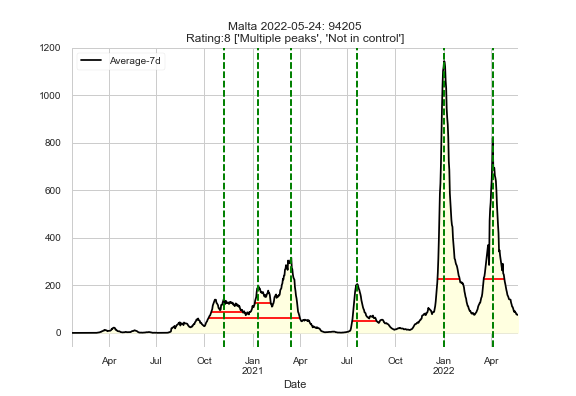 Malta 2022-05-24: 94205
Rating:8 ['Multiple peaks', 'Not in control']
Average-7d
1200
1000
800
600
400
200
0
Apr Jul Oct Jan Apr Jul Oct Jan Apr
2021 2022
Date